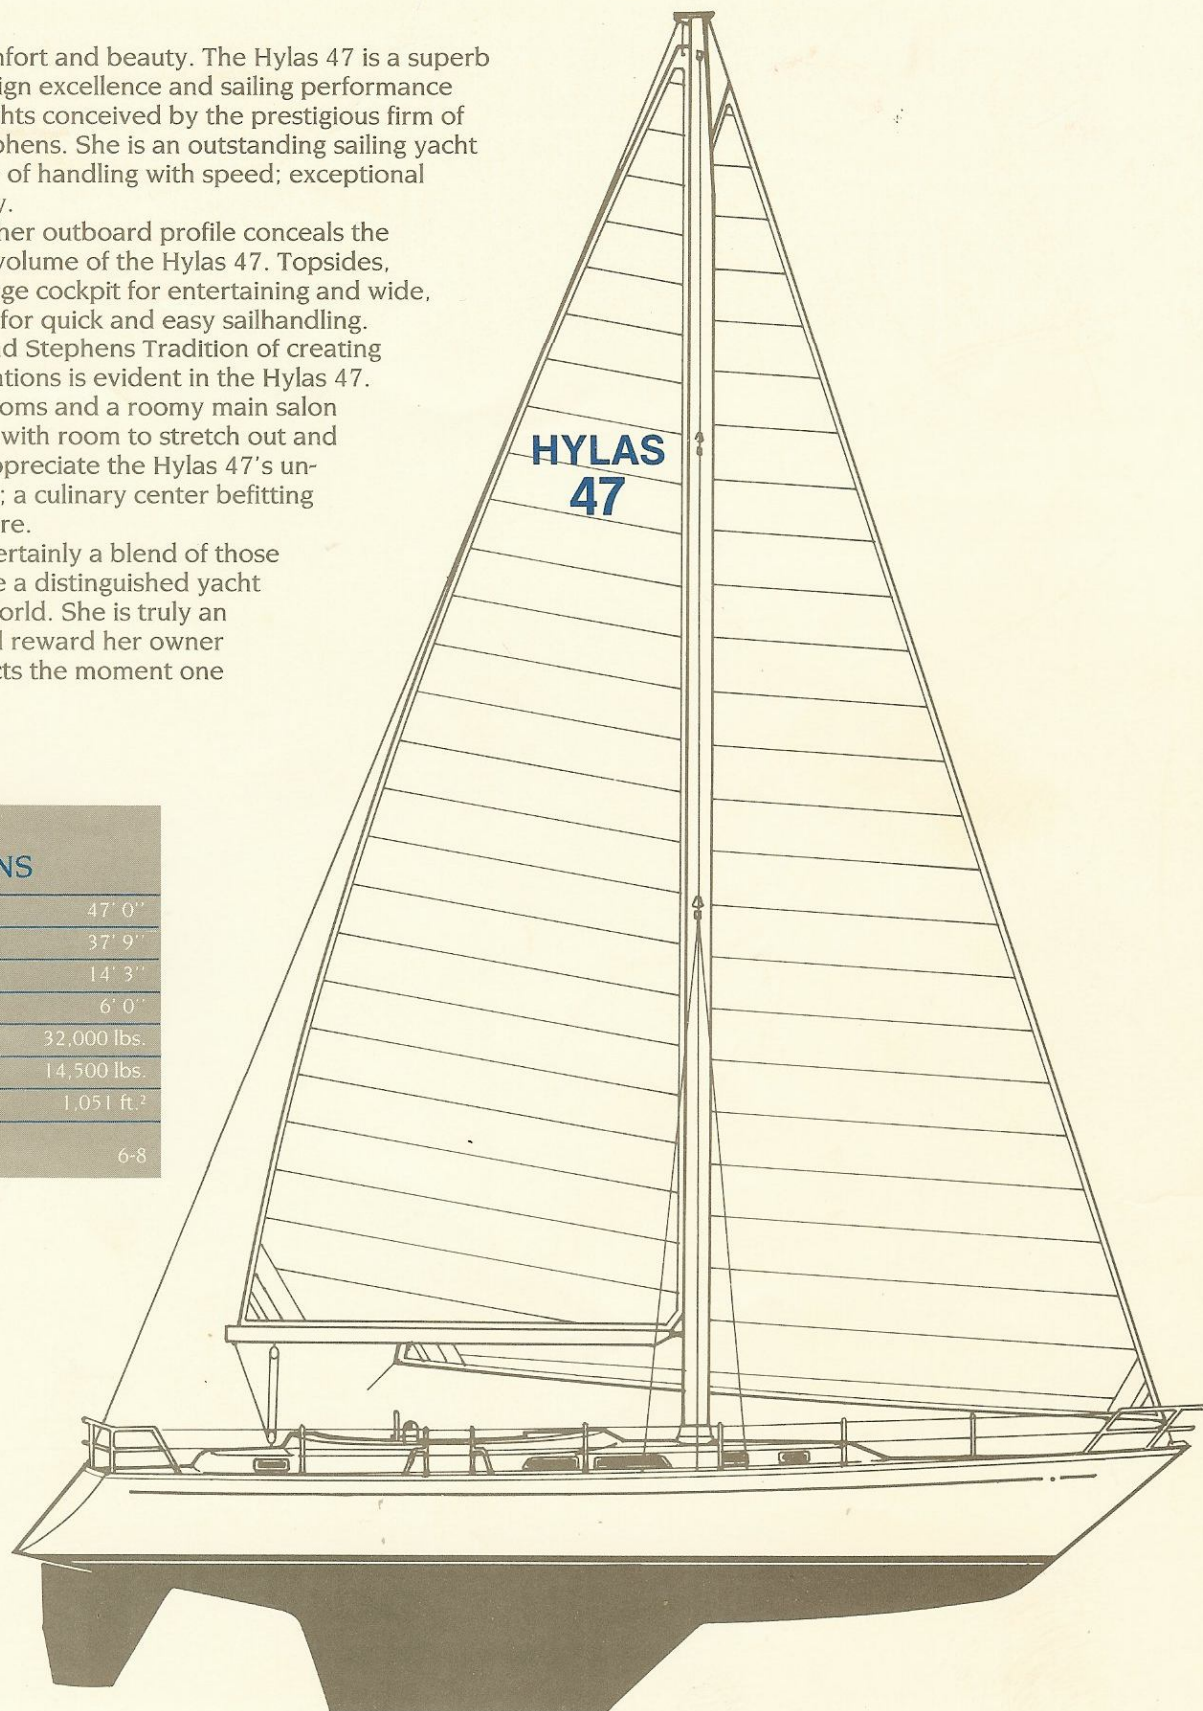 nfort and beauty. The Hylas 47 is a superb
ign excellence and sailing performance
hts conceived by the prestigious firm of
phens. She is an outstanding sailing yacht
of handling with speed; exceptional
y.
her outboard profile conceals the
volume of the Hylas 47. Topsides,
ge cockpit for entertaining and wide,
for quick and easy sailhandling.
d Stephens Tradition of creating
tions is evident in the Hylas 47.
oms and a roomy main salon
with room to stretch out and
ppreciate the Hylas 47's un-
; a culinary center befitting
re.
ertainly a blend of those
e a distinguished yacht
orld. She is truly an
l reward her owner
cts the moment one
HYLAS
47
NS
47' 0''
37' 9''
14' 3''
6' 0''
32,000 lbs.
14,500 lbs.
1,051 ft.²
6-8